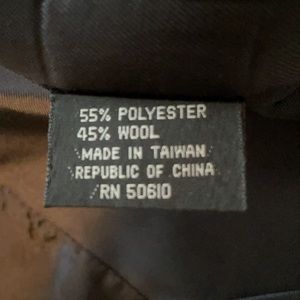 55% POLYESTER
45% WOOL
MADE IN TAIWAN
REPUBLIC OF CHINA
RN 50610